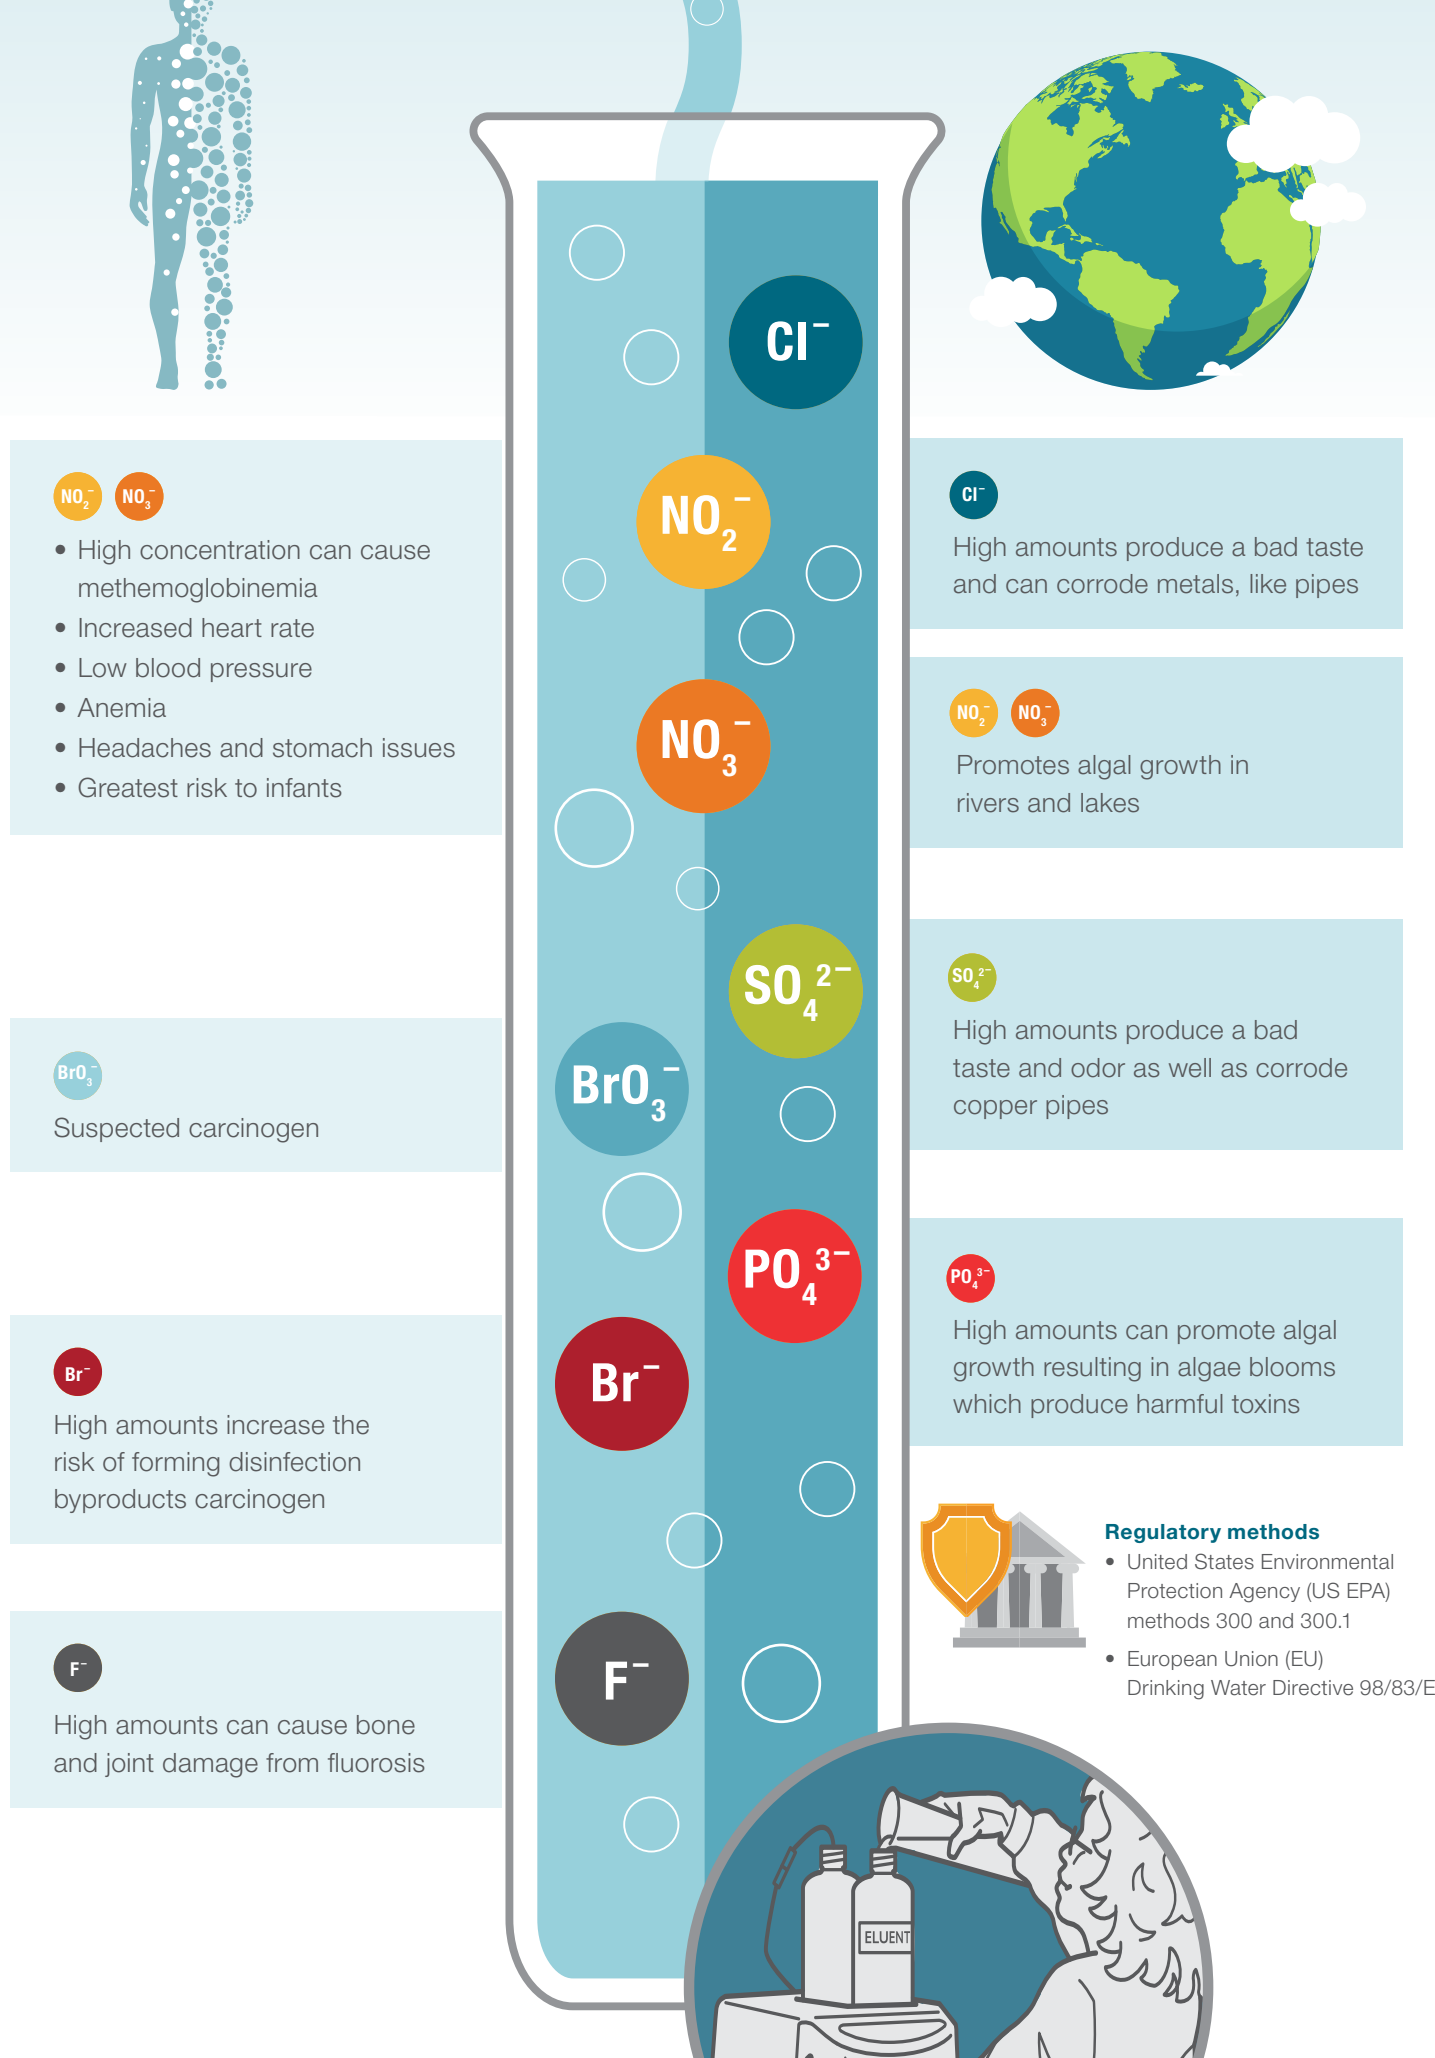 Cl⁻
NO₂⁻
NO₃⁻
SO₄²⁻
BrO₃⁻
PO₄³⁻
Br⁻
F⁻
NO₂⁻ NO₃⁻
• High concentration can cause
methemoglobinemia
• Increased heart rate
• Low blood pressure
• Anemia
• Headaches and stomach issues
• Greatest risk to infants
BrO₃⁻
Suspected carcinogen
Br⁻
High amounts increase the
risk of forming disinfection
byproducts carcinogen
F⁻
High amounts can cause bone
and joint damage from fluorosis
Cl⁻
High amounts produce a bad taste
and can corrode metals, like pipes
NO₂⁻ NO₃⁻
Promotes algal growth in
rivers and lakes
SO₄²⁻
High amounts produce a bad
taste and odor as well as corrode
copper pipes
PO₄³⁻
High amounts can promote algal
growth resulting in algae blooms
which produce harmful toxins
Regulatory methods
• United States Environmental
Protection Agency (US EPA)
methods 300 and 300.1
• European Union (EU)
Drinking Water Directive 98/83/E
ELUENT